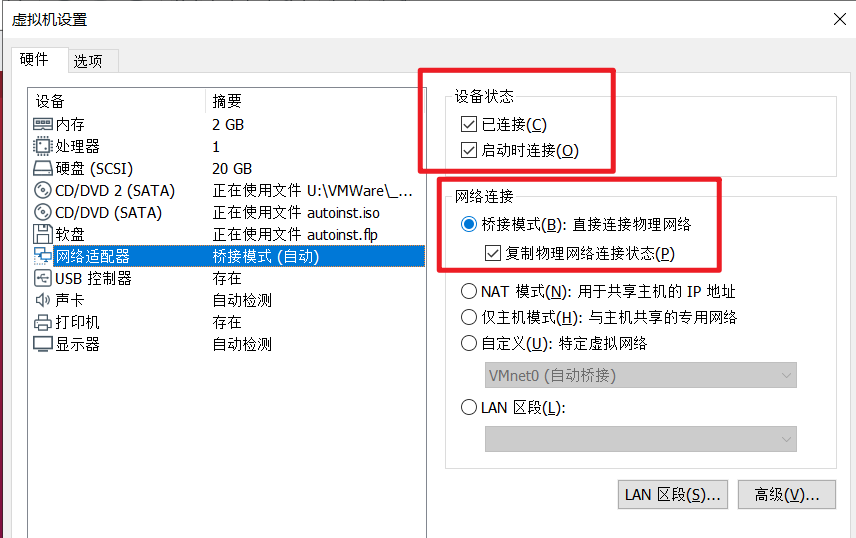 虚拟机设置
硬件 选项
设备 摘要
内存 2 GB
处理器 1
硬盘 (SCSI) 20 GB
CD/DVD 2 (SATA) 正在使用文件 U:\VMWare\_...
CD/DVD (SATA) 正在使用文件 autoinst.iso
软盘 正在使用文件 autoinst.flp
网络适配器 桥接模式 (自动)
USB 控制器 存在
声卡 自动检测
打印机 存在
显示器 自动检测
设备状态
已连接(C)
启动时连接(O)
网络连接
桥接模式(B): 直接连接物理网络
复制物理网络连接状态(P)
NAT 模式(N): 用于共享主机的 IP 地址
仅主机模式(H): 与主机共享的专用网络
自定义(U): 特定虚拟网络
VMnet0 (自动桥接)
LAN 区段(L):
LAN 区段(S)... 高级(V)...